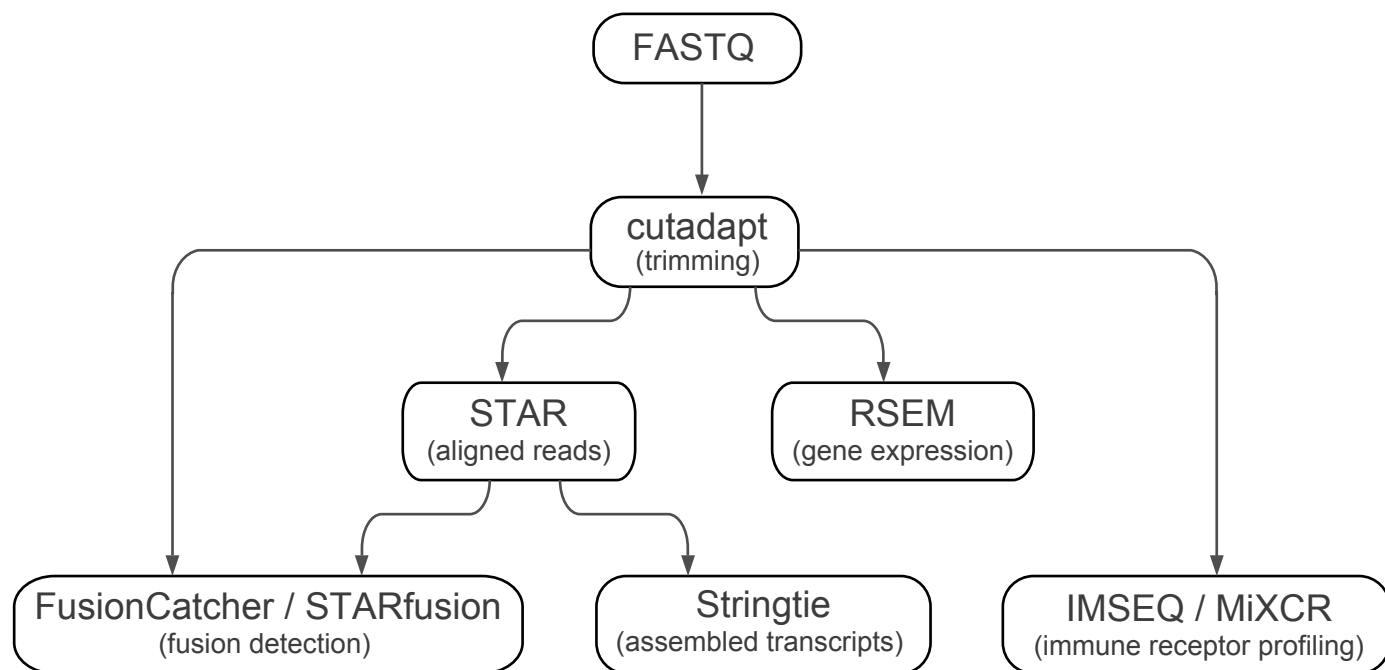 FASTQ
cutadapt
(trimming)
STAR
(aligned reads)
RSEM
(gene expression)
FusionCatcher / STARfusion
(fusion detection)
Stringtie
(assembled transcripts)
IMSEQ / MiXCR
(immune receptor profiling)